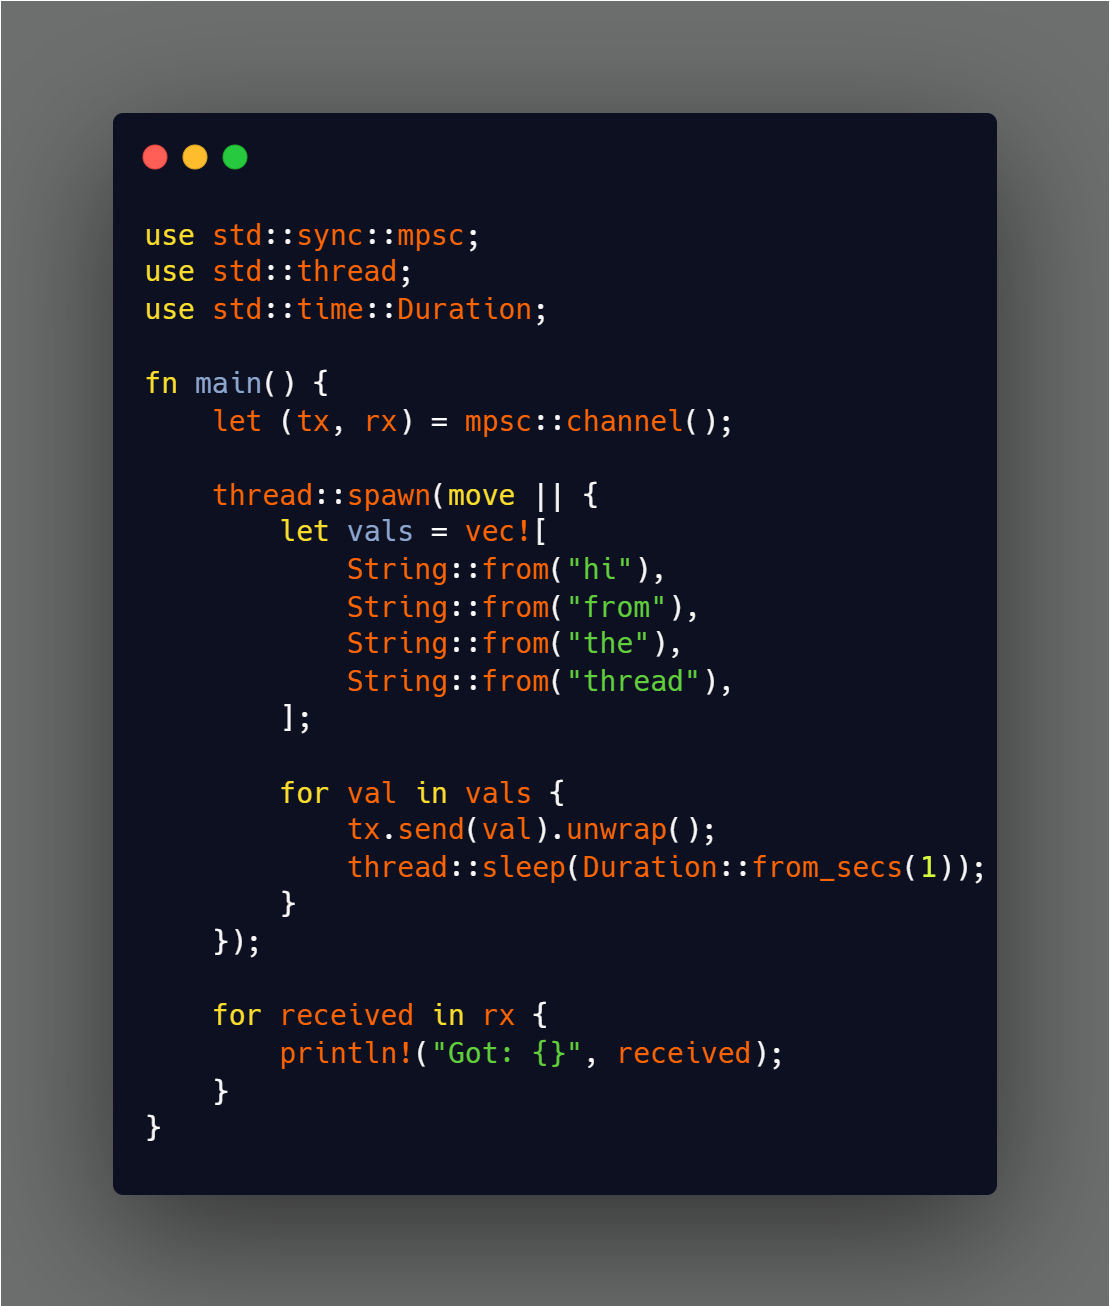 use std::sync::mpsc;
use std::thread;
use std::time::Duration;

fn main() {
    let (tx, rx) = mpsc::channel();

    thread::spawn(move || {
        let vals = vec![
            String::from("hi"),
            String::from("from"),
            String::from("the"),
            String::from("thread"),
        ];

        for val in vals {
            tx.send(val).unwrap();
            thread::sleep(Duration::from_secs(1));
        }
    });

    for received in rx {
        println!("Got: {}", received);
    }
}